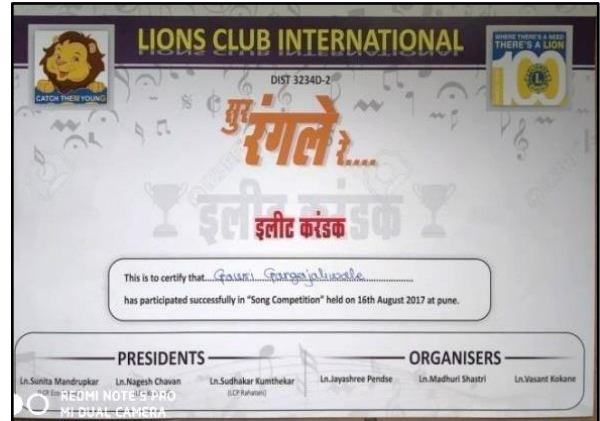 LIONS CLUB INTERNATIONAL
CATCH THEM YOUNG
WHERE THERE'S A NEED
THERE'S A LION
100
DIST 3234D-2
सुर
रंगले रे....
इलीट करंडक
इलीट करंडक
This is to certify that Gauri Gangajaliwale
has participated successfully in "Song Competition" held on 16th August 2017 at pune.
PRESIDENTS
ORGANISERS
Ln.Sunita Mandrupkar Ln.Nagesh Chavan Ln.Sudhakar Kumthekar Ln.Jayashree Pendse Ln.Madhuri Shastri Ln.Vasant Kokane
(LCP Rahatani)
REDMI NOTE 5 PRO
MI DUAL CAMERA